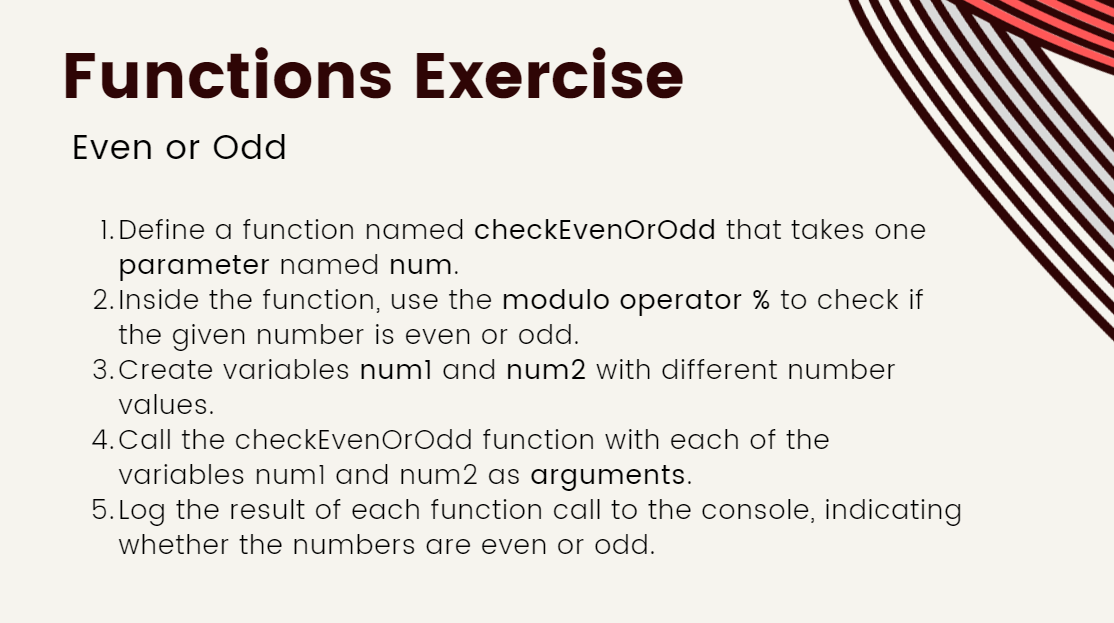 Functions Exercise
Even or Odd
1. Define a function named checkEvenOrOdd that takes one
parameter named num.
2. Inside the function, use the modulo operator % to check if
the given number is even or odd.
3. Create variables num1 and num2 with different number
values.
4. Call the checkEvenOrOdd function with each of the
variables num1 and num2 as arguments.
5. Log the result of each function call to the console, indicating
whether the numbers are even or odd.